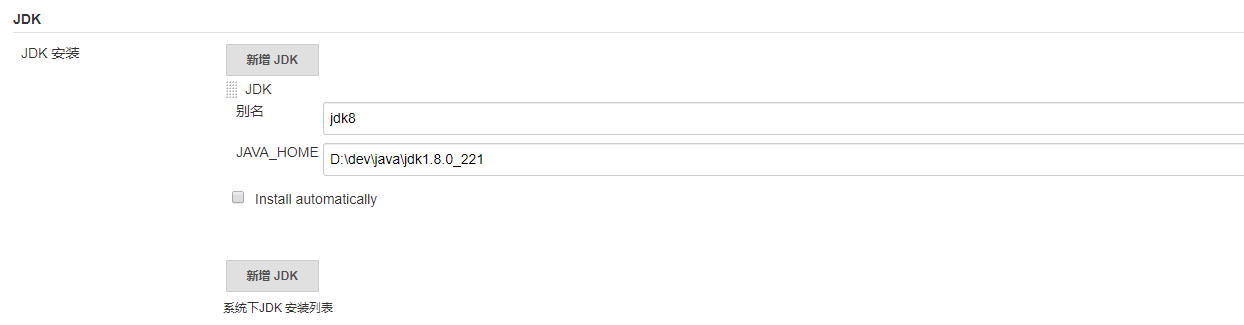 JDK
JDK 安装
新增 JDK
JDK
别名
jdk8
JAVA_HOME
D:\dev\java\jdk1.8.0_221
Install automatically
新增 JDK
系统下JDK 安装列表